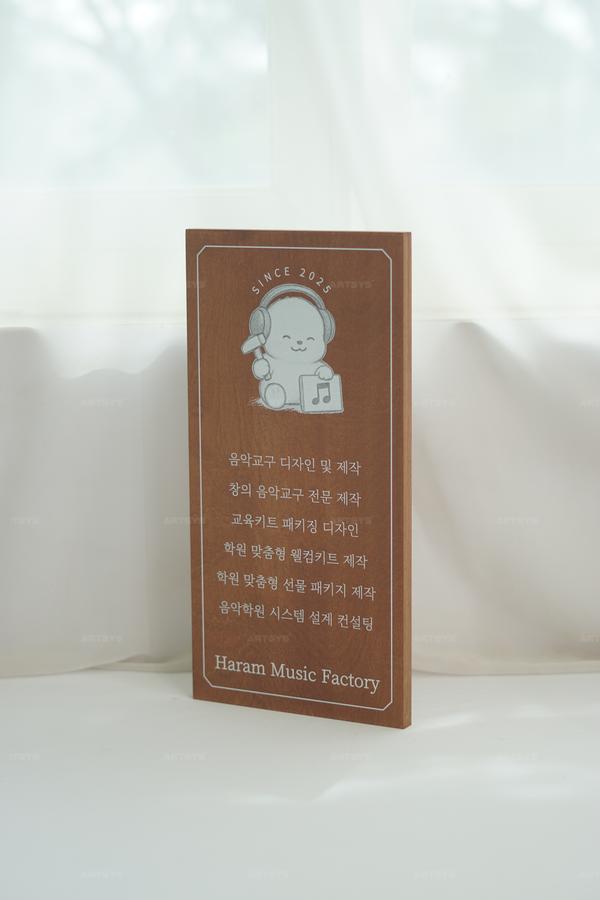 SINCE 2025
음악교구 디자인 및 제작
창의 음악교구 전문 제작
교육키트 패키징 디자인
학원 맞춤형 웰컴키트 제작
학원 맞춤형 선물 패키지 제작
음악학원 시스템 설계 컨설팅
Haram Music Factory